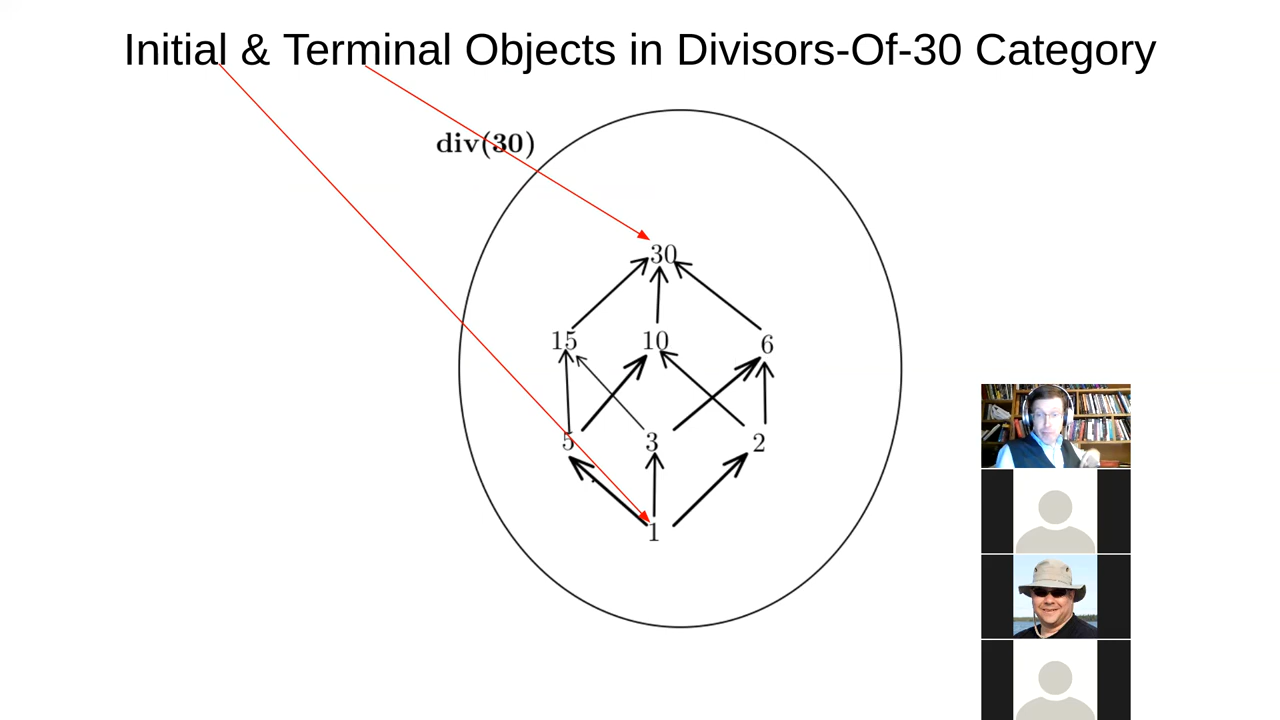 Initial & Terminal Objects in Divisors-Of-30 Category
div(30)
30
15 10 6
5 3 2
1